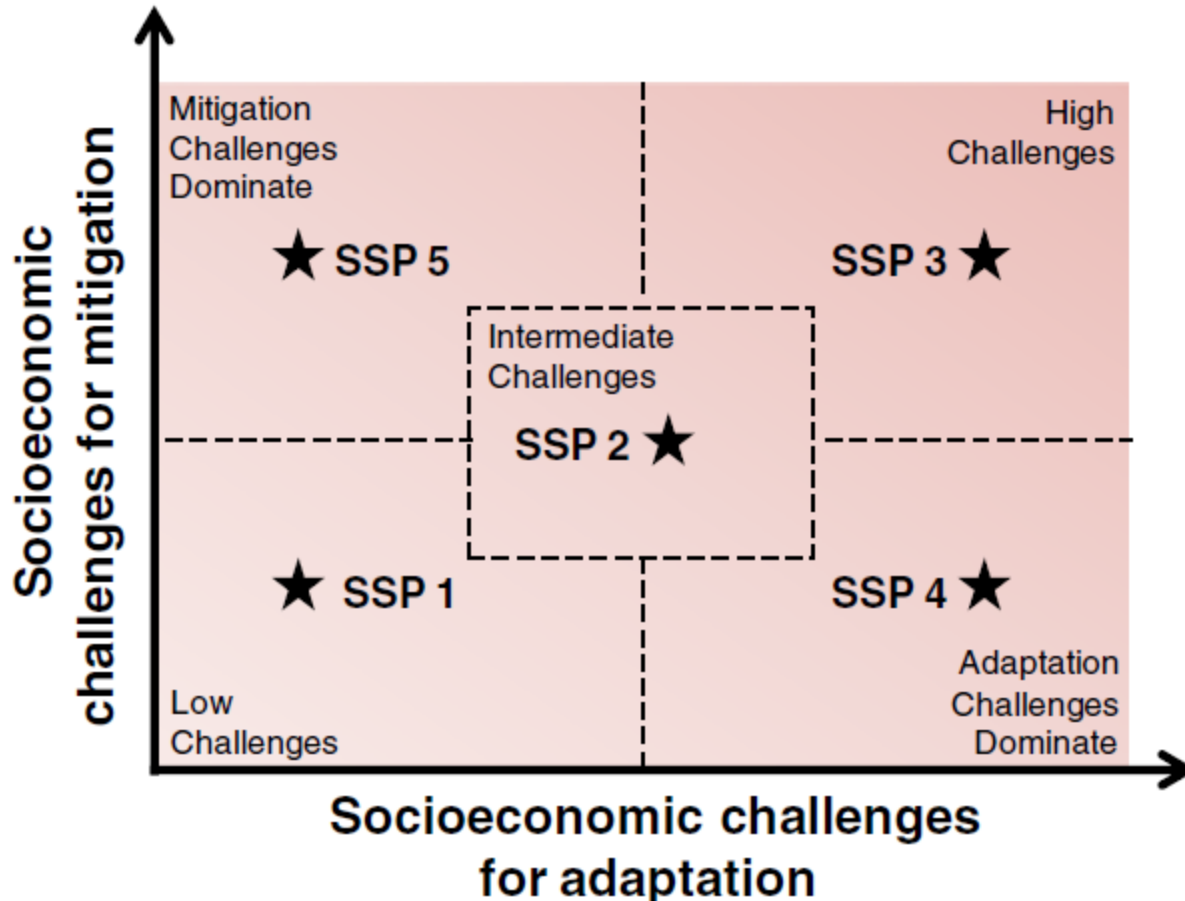 Socioeconomic
challenges for mitigation
Mitigation
Challenges
Dominate
High
Challenges
SSP 5
SSP 3
Intermediate
Challenges
SSP 2
SSP 1
SSP 4
Low
Challenges
Adaptation
Challenges
Dominate
Socioeconomic challenges
for adaptation